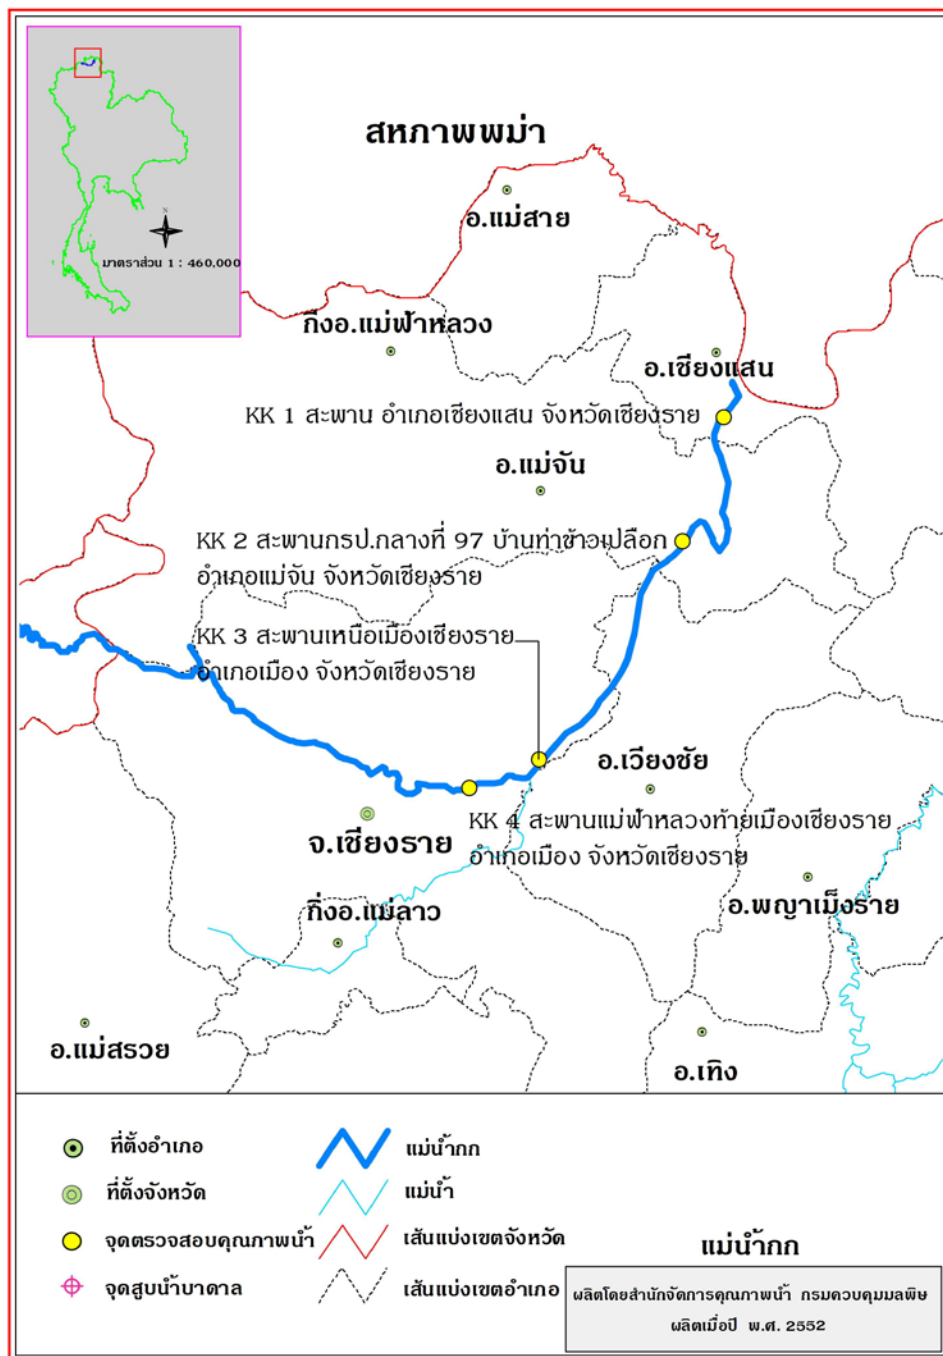 N
มาตราส่วน 1 : 460,000
สหภาพพม่า
อ.แม่สาย
กิ่งอ.แม่ฟ้าหลวง
อ.เชียงแสน
KK 1 สะพาน อำเภอเชียงแสน จังหวัดเชียงราย
อ.แม่จัน
KK 2 สะพานกรป.กลางที่ 97 บ้านท่าข้าวเปลือก
อำเภอแม่จัน จังหวัดเชียงราย
KK 3 สะพานเหนือเมืองเชียงราย
อำเภอเมือง จังหวัดเชียงราย
อ.เวียงชัย
KK 4 สะพานแม่ฟ้าหลวงท้ายเมืองเชียงราย
อำเภอเมือง จังหวัดเชียงราย
จ.เชียงราย
อ.พญาเม็งราย
กิ่งอ.แม่ลาว
อ.แม่สรวย
อ.เทิง
ที่ตั้งอำเภอ
แม่น้ำกก
ที่ตั้งจังหวัด
แม่น้ำ
จุดตรวจสอบคุณภาพน้ำ
เส้นแบ่งเขตจังหวัด
จุดสูบน้ำบาดาล
เส้นแบ่งเขตอำเภอ
แม่น้ำกก
ผลิตโดยสำนักจัดการคุณภาพน้ำ กรมควบคุมมลพิษ
ผลิตเมื่อปี พ.ศ. 2552